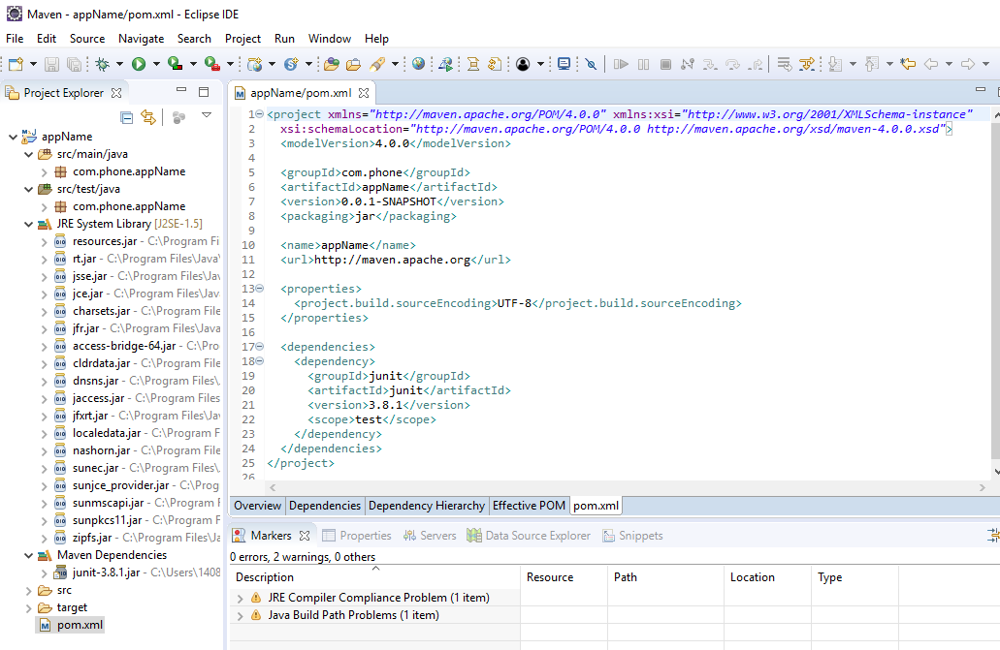 Maven - appName/pom.xml - Eclipse IDE
File Edit Source Navigate Search Project Run Window Help
Project Explorer
appName
src/main/java
com.phone.appName
src/test/java
com.phone.appName
JRE System Library [J2SE-1.5]
resources.jar - C:\Program Fi
rt.jar - C:\Program Files\Java\
jsse.jar - C:\Program Files\Jav
jce.jar - C:\Program Files\Java
charsets.jar - C:\Program File
jfr.jar - C:\Program Files\Java
access-bridge-64.jar - C:\Pro
cldrdata.jar - C:\Program File
dnsns.jar - C:\Program Files\
jaccess.jar - C:\Program Files
jfxrt.jar - C:\Program Files\Ja
localedata.jar - C:\Program F
nashorn.jar - C:\Program File
sunec.jar - C:\Program Files\
sunjce_provider.jar - C:\Prog
sunmscapi.jar - C:\Program F
sunpkcs11.jar - C:\Program F
zipfs.jar - C:\Program Files\Ja
Maven Dependencies
junit-3.8.1.jar - C:\Users\1408
src
target
pom.xml
appName/pom.xml
1 <project xmlns="http://maven.apache.org/POM/4.0.0" xmlns:xsi="http://www.w3.org/2001/XMLSchema-instance"
2 xsi:schemaLocation="http://maven.apache.org/POM/4.0.0 http://maven.apache.org/xsd/maven-4.0.0.xsd">
3 <modelVersion>4.0.0</modelVersion>
4
5 <groupId>com.phone</groupId>
6 <artifactId>appName</artifactId>
7 <version>0.0.1-SNAPSHOT</version>
8 <packaging>jar</packaging>
9
10 <name>appName</name>
11 <url>http://maven.apache.org</url>
12
13 <properties>
14 <project.build.sourceEncoding>UTF-8</project.build.sourceEncoding>
15 </properties>
16
17 <dependencies>
18 <dependency>
19 <groupId>junit</groupId>
20 <artifactId>junit</artifactId>
21 <version>3.8.1</version>
22 <scope>test</scope>
23 </dependency>
24 </dependencies>
25 </project>
26
Overview Dependencies Dependency Hierarchy Effective POM pom.xml
Markers Properties Servers Data Source Explorer Snippets
0 errors, 2 warnings, 0 others
Description Resource Path Location Type
JRE Compiler Compliance Problem (1 item)
Java Build Path Problems (1 item)